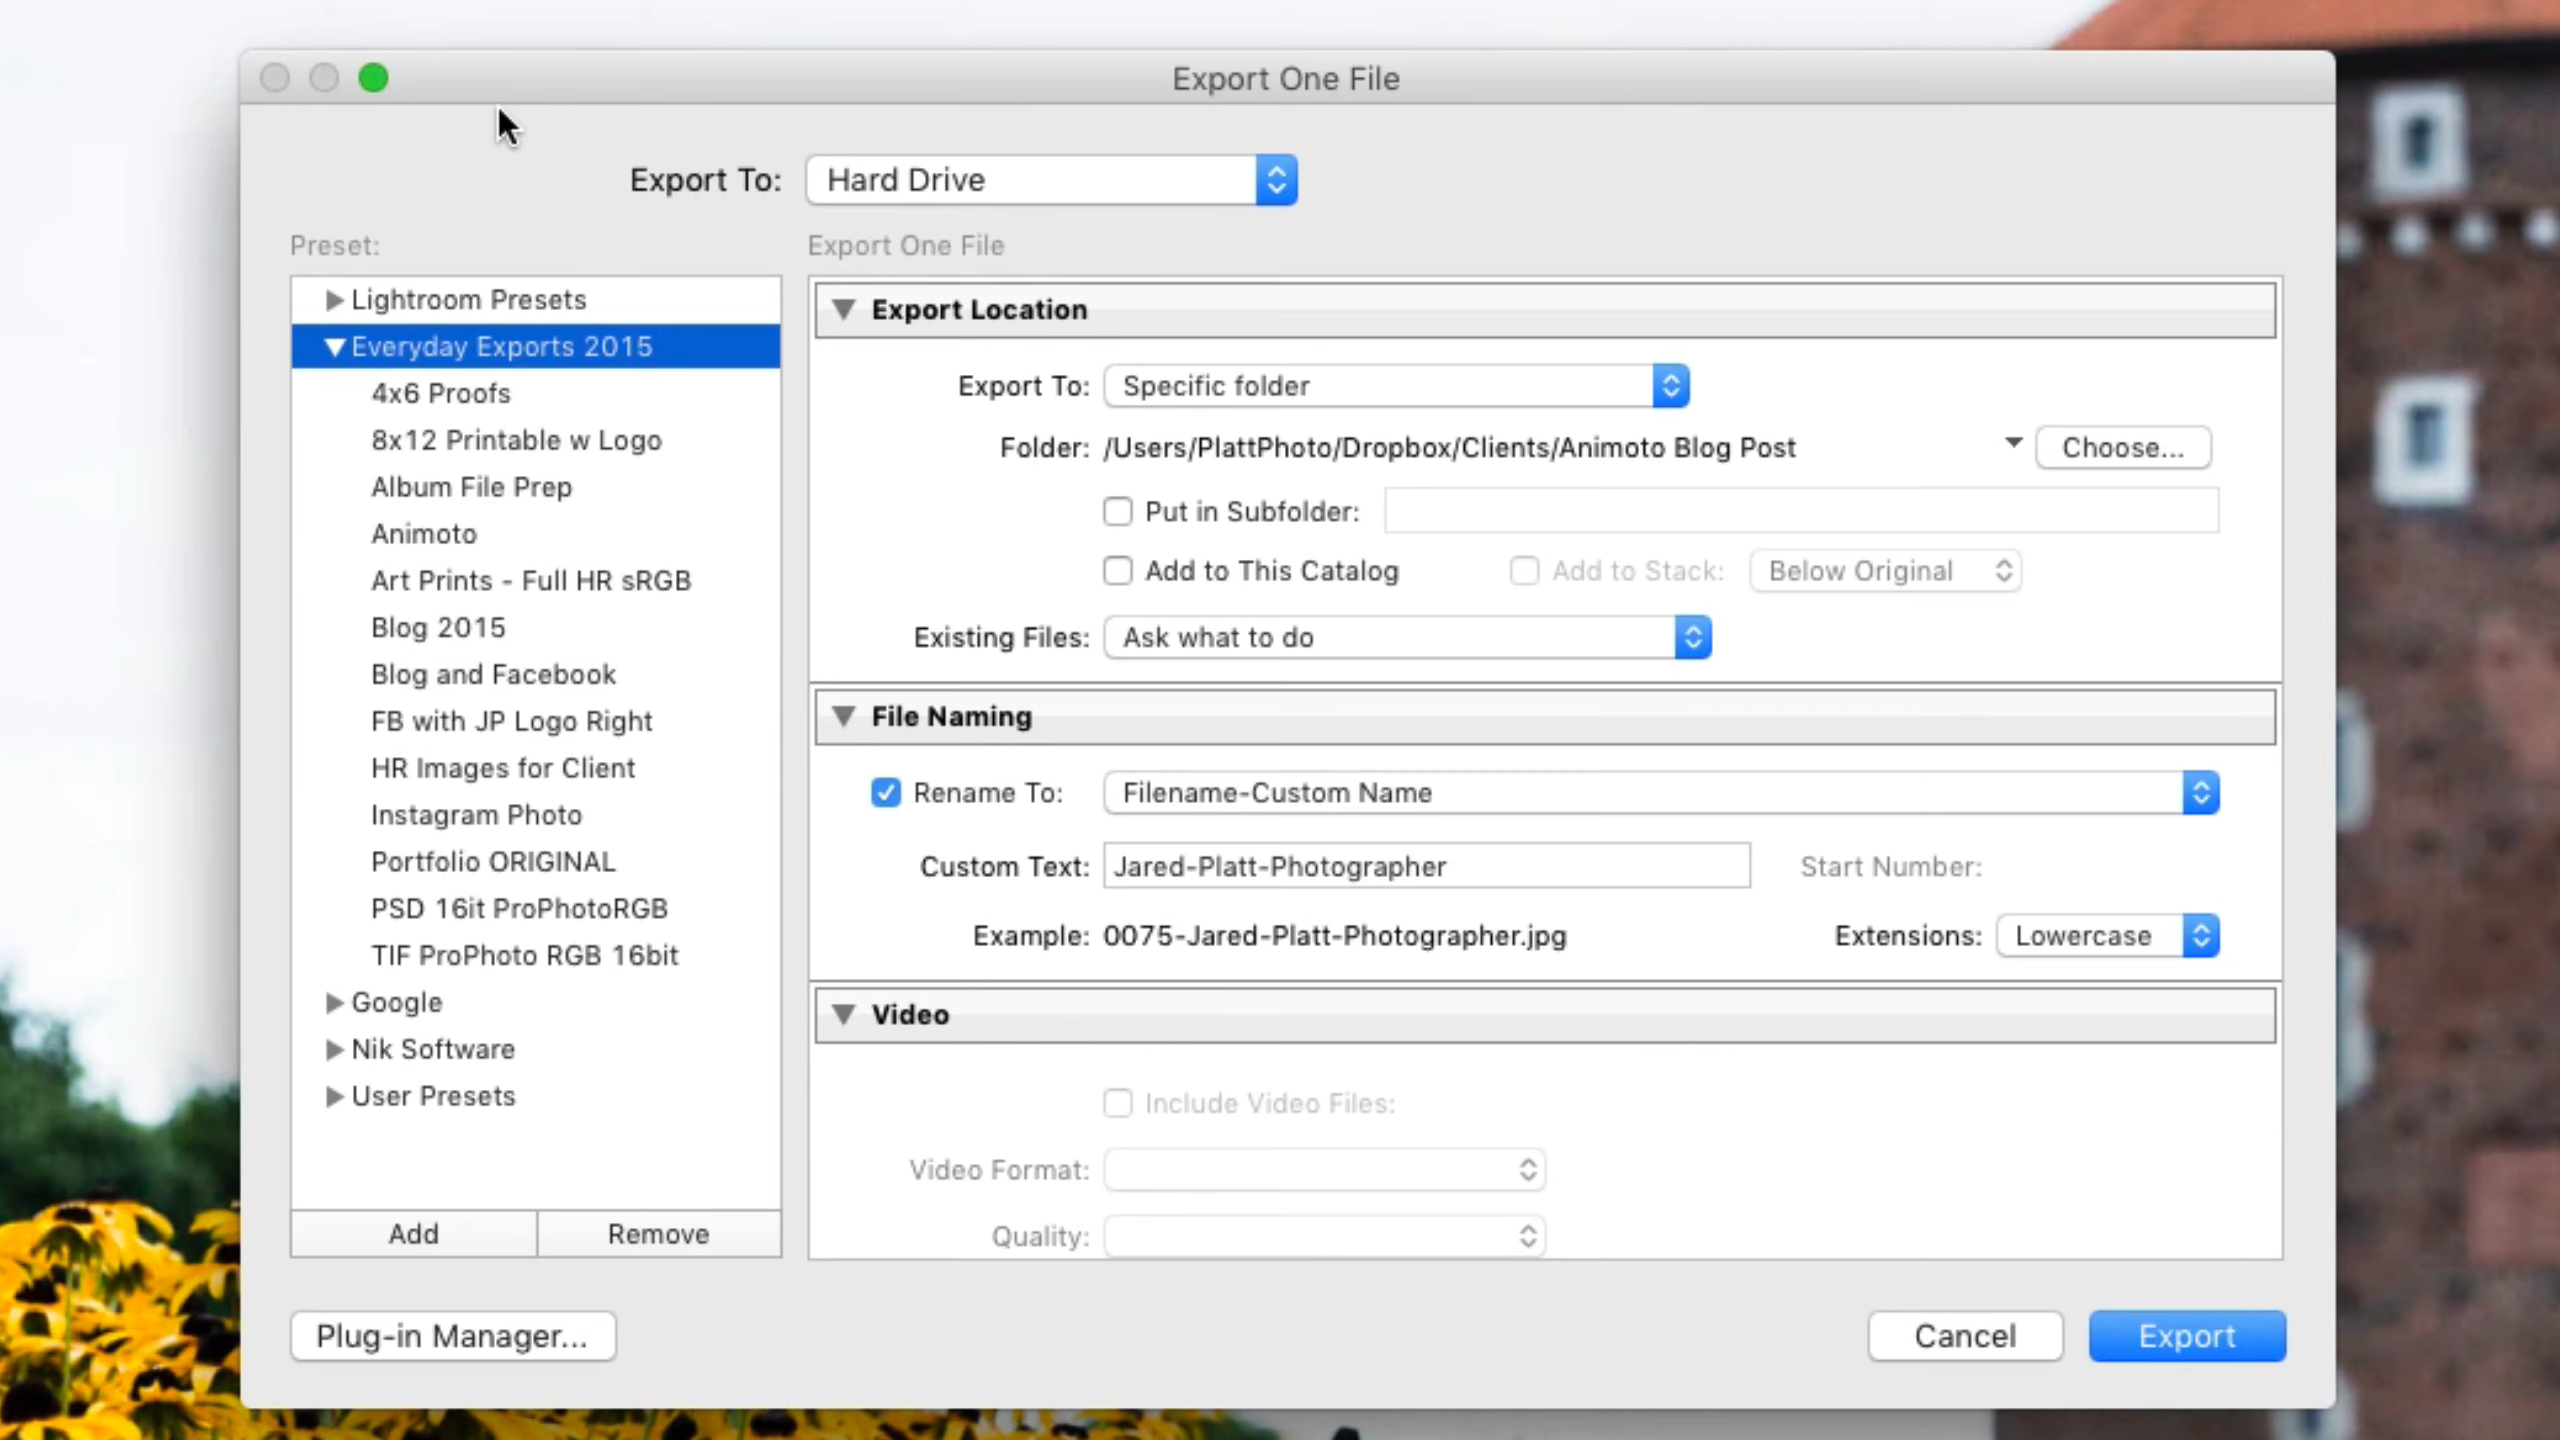 Export One File
Export To: Hard Drive
Preset:
Export One File
Lightroom Presets
Everyday Exports 2015
4x6 Proofs
8x12 Printable w Logo
Album File Prep
Animoto
Art Prints - Full HR sRGB
Blog 2015
Blog and Facebook
FB with JP Logo Right
HR Images for Client
Instagram Photo
Portfolio ORIGINAL
PSD 16it ProPhotoRGB
TIF ProPhoto RGB 16bit
Google
Nik Software
User Presets
Add Remove
Export Location
Export To: Specific folder
Folder: /Users/PlattPhoto/Dropbox/Clients/Animoto Blog Post Choose...
Put in Subfolder:
Add to This Catalog Add to Stack: Below Original
Existing Files: Ask what to do
File Naming
Rename To: Filename-Custom Name
Custom Text: Jared-Platt-Photographer Start Number:
Example: 0075-Jared-Platt-Photographer.jpg Extensions: Lowercase
Video
Include Video Files:
Video Format:
Quality:
Plug-in Manager... Cancel Export